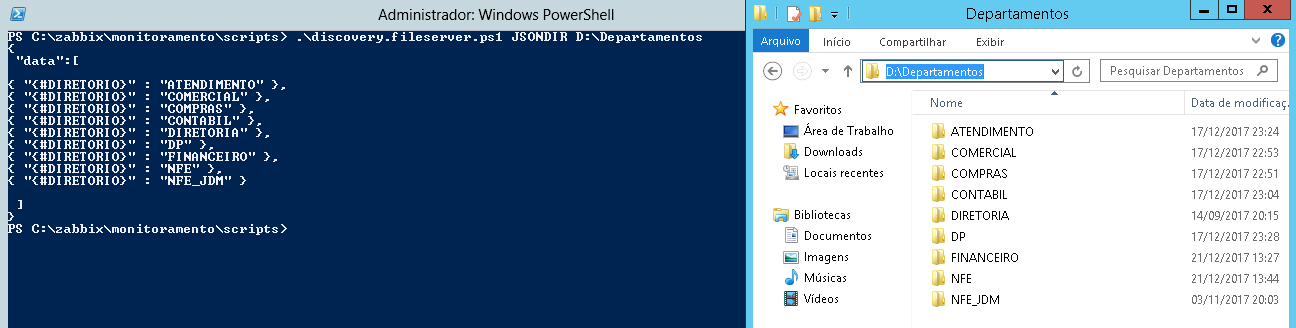 Administrador: Windows PowerShell
PS C:\zabbix\monitoramento\scripts> .\discovery.fileserver.ps1 JSONDIR D:\Departamentos
{
"data":[
{ "{#DIRETORIO}" : "ATENDIMENTO" },
{ "{#DIRETORIO}" : "COMERCIAL" },
{ "{#DIRETORIO}" : "COMPRAS" },
{ "{#DIRETORIO}" : "CONTABIL" },
{ "{#DIRETORIO}" : "DIRETORIA" },
{ "{#DIRETORIO}" : "DP" },
{ "{#DIRETORIO}" : "FINANCEIRO" },
{ "{#DIRETORIO}" : "NFE" },
{ "{#DIRETORIO}" : "NFE_JDM" }
]
}
PS C:\zabbix\monitoramento\scripts>
Departamentos
Arquivo Início Compartilhar Exibir
D:\Departamentos Pesquisar Departamentos
Favoritos
Área de Trabalho
Downloads
Locais recentes
Bibliotecas
Documentos
Imagens
Músicas
Vídeos
Nome Data de modificaç
ATENDIMENTO 17/12/2017 23:24
COMERCIAL 17/12/2017 22:53
COMPRAS 17/12/2017 22:51
CONTABIL 17/12/2017 23:04
DIRETORIA 14/09/2017 20:15
DP 17/12/2017 23:28
FINANCEIRO 21/12/2017 13:27
NFE 21/12/2017 13:44
NFE_JDM 03/11/2017 20:03